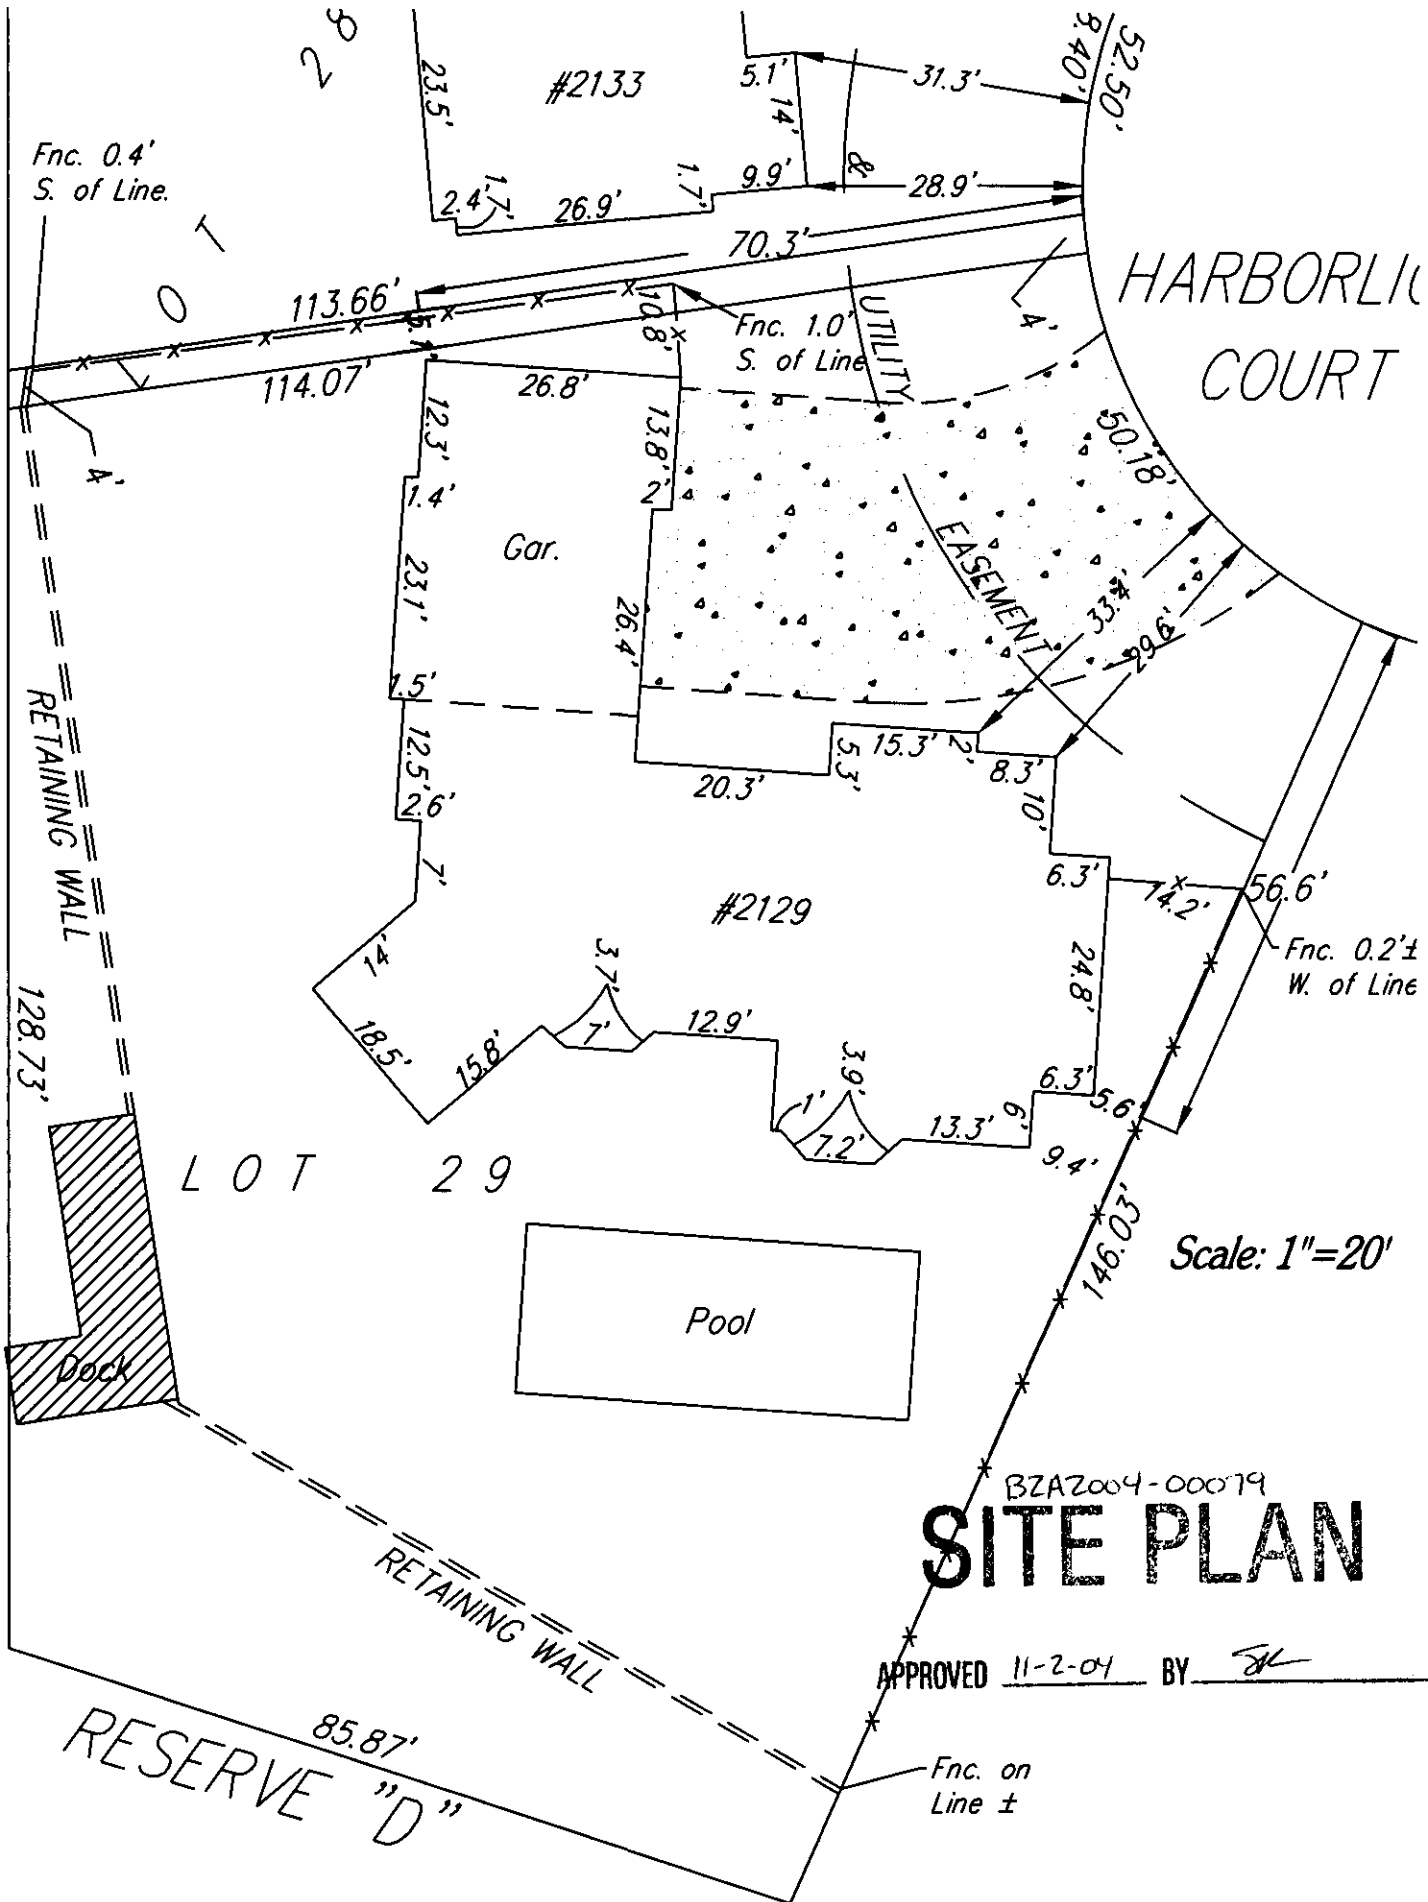 28
52.50'
8.40'
23.5'
#2133
5.1'
31.3'
14'
Fnc. 0.4'
S. of Line.
&
1.7'
9.9'
28.9'
2.4'
1.7'
26.9'
LOT
70.3'
HARBORLI
COURT
113.66'
10.8'
UTILITY
4'
5.1'
Fnc. 1.0'
S. of Line
114.07'
26.8'
12.3'
13.8'
50.18'
4'
1.4'
2'
Gar.
EASEMENT
23.1'
26.4'
33.4'
29.6'
1.5'
RETAINING WALL
12.5'
5.3'
15.3'
2'
8.3'
20.3'
10'
2.6'
7'
6.3'
14.2'
56.6'
#2129
14'
3.7'
24.8'
Fnc. 0.2'±
W. of Line
128.73'
18.5'
15.8'
7'
12.9'
3.9'
6.3'
5.6'
1'
6'
7.2'
13.3'
9.4'
LOT 29
146.03'
Scale: 1"=20'
Pool
Dock
BZA2004-00079
SITE PLAN
RETAINING WALL
APPROVED 11-2-04 BY
85.87'
RESERVE "D"
Fnc. on
Line ±